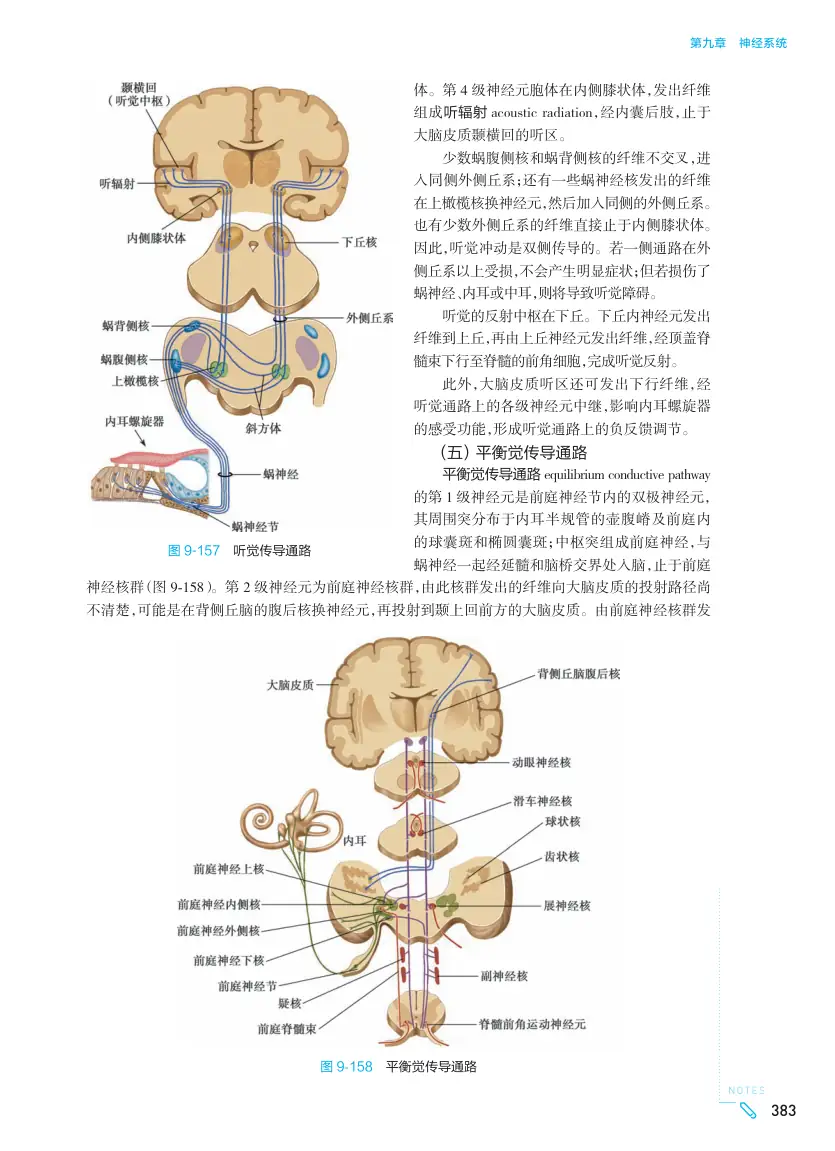 第九章 神经系统
颞横回
（听觉中枢）
听辐射
内侧膝状体
下丘核
外侧丘系
蜗背侧核
蜗腹侧核
上橄榄核
斜方体
内耳螺旋器
蜗神经
蜗神经节
图 9-157 听觉传导通路
体。第 4 级神经元胞体在内侧膝状体，发出纤维
组成听辐射 acoustic radiation，经内囊后肢，止于
大脑皮质颞横回的听区。
少数蜗腹侧核和蜗背侧核的纤维不交叉，进
入同侧外侧丘系；还有一些蜗神经核发出的纤维
在上橄榄核换神经元，然后加入同侧的外侧丘系。
也有少数外侧丘系的纤维直接止于内侧膝状体。
因此，听觉冲动是双侧传导的。若一侧通路在外
侧丘系以上受损，不会产生明显症状；但若损伤了
蜗神经、内耳或中耳，则将导致听觉障碍。
听觉的反射中枢在下丘。下丘内神经元发出
纤维到上丘，再由上丘神经元发出纤维，经顶盖脊
髓束下行至脊髓的前角细胞，完成听觉反射。
此外，大脑皮质听区还可发出下行纤维，经
听觉通路上的各级神经元中继，影响内耳螺旋器
的感受功能，形成听觉通路上的负反馈调节。
（五）平衡觉传导通路
平衡觉传导通路 equilibrium conductive pathway
的第 1 级神经元是前庭神经节内的双极神经元，
其周围突分布于内耳半规管的壶腹嵴及前庭内
的球囊斑和椭圆囊斑；中枢突组成前庭神经，与
蜗神经一起经延髓和脑桥交界处入脑，止于前庭
神经核群（图 9-158）。第 2 级神经元为前庭神经核群，由此核群发出的纤维向大脑皮质的投射路径尚
不清楚，可能是在背侧丘脑的腹后核换神经元，再投射到颞上回前方的大脑皮质。由前庭神经核群发
大脑皮质
背侧丘脑腹后核
动眼神经核
滑车神经核
球状核
内耳
齿状核
前庭神经上核
前庭神经内侧核
展神经核
前庭神经外侧核
前庭神经下核
副神经核
前庭神经节
疑核
前庭脊髓束
脊髓前角运动神经元
图 9-158 平衡觉传导通路
NOTES
383